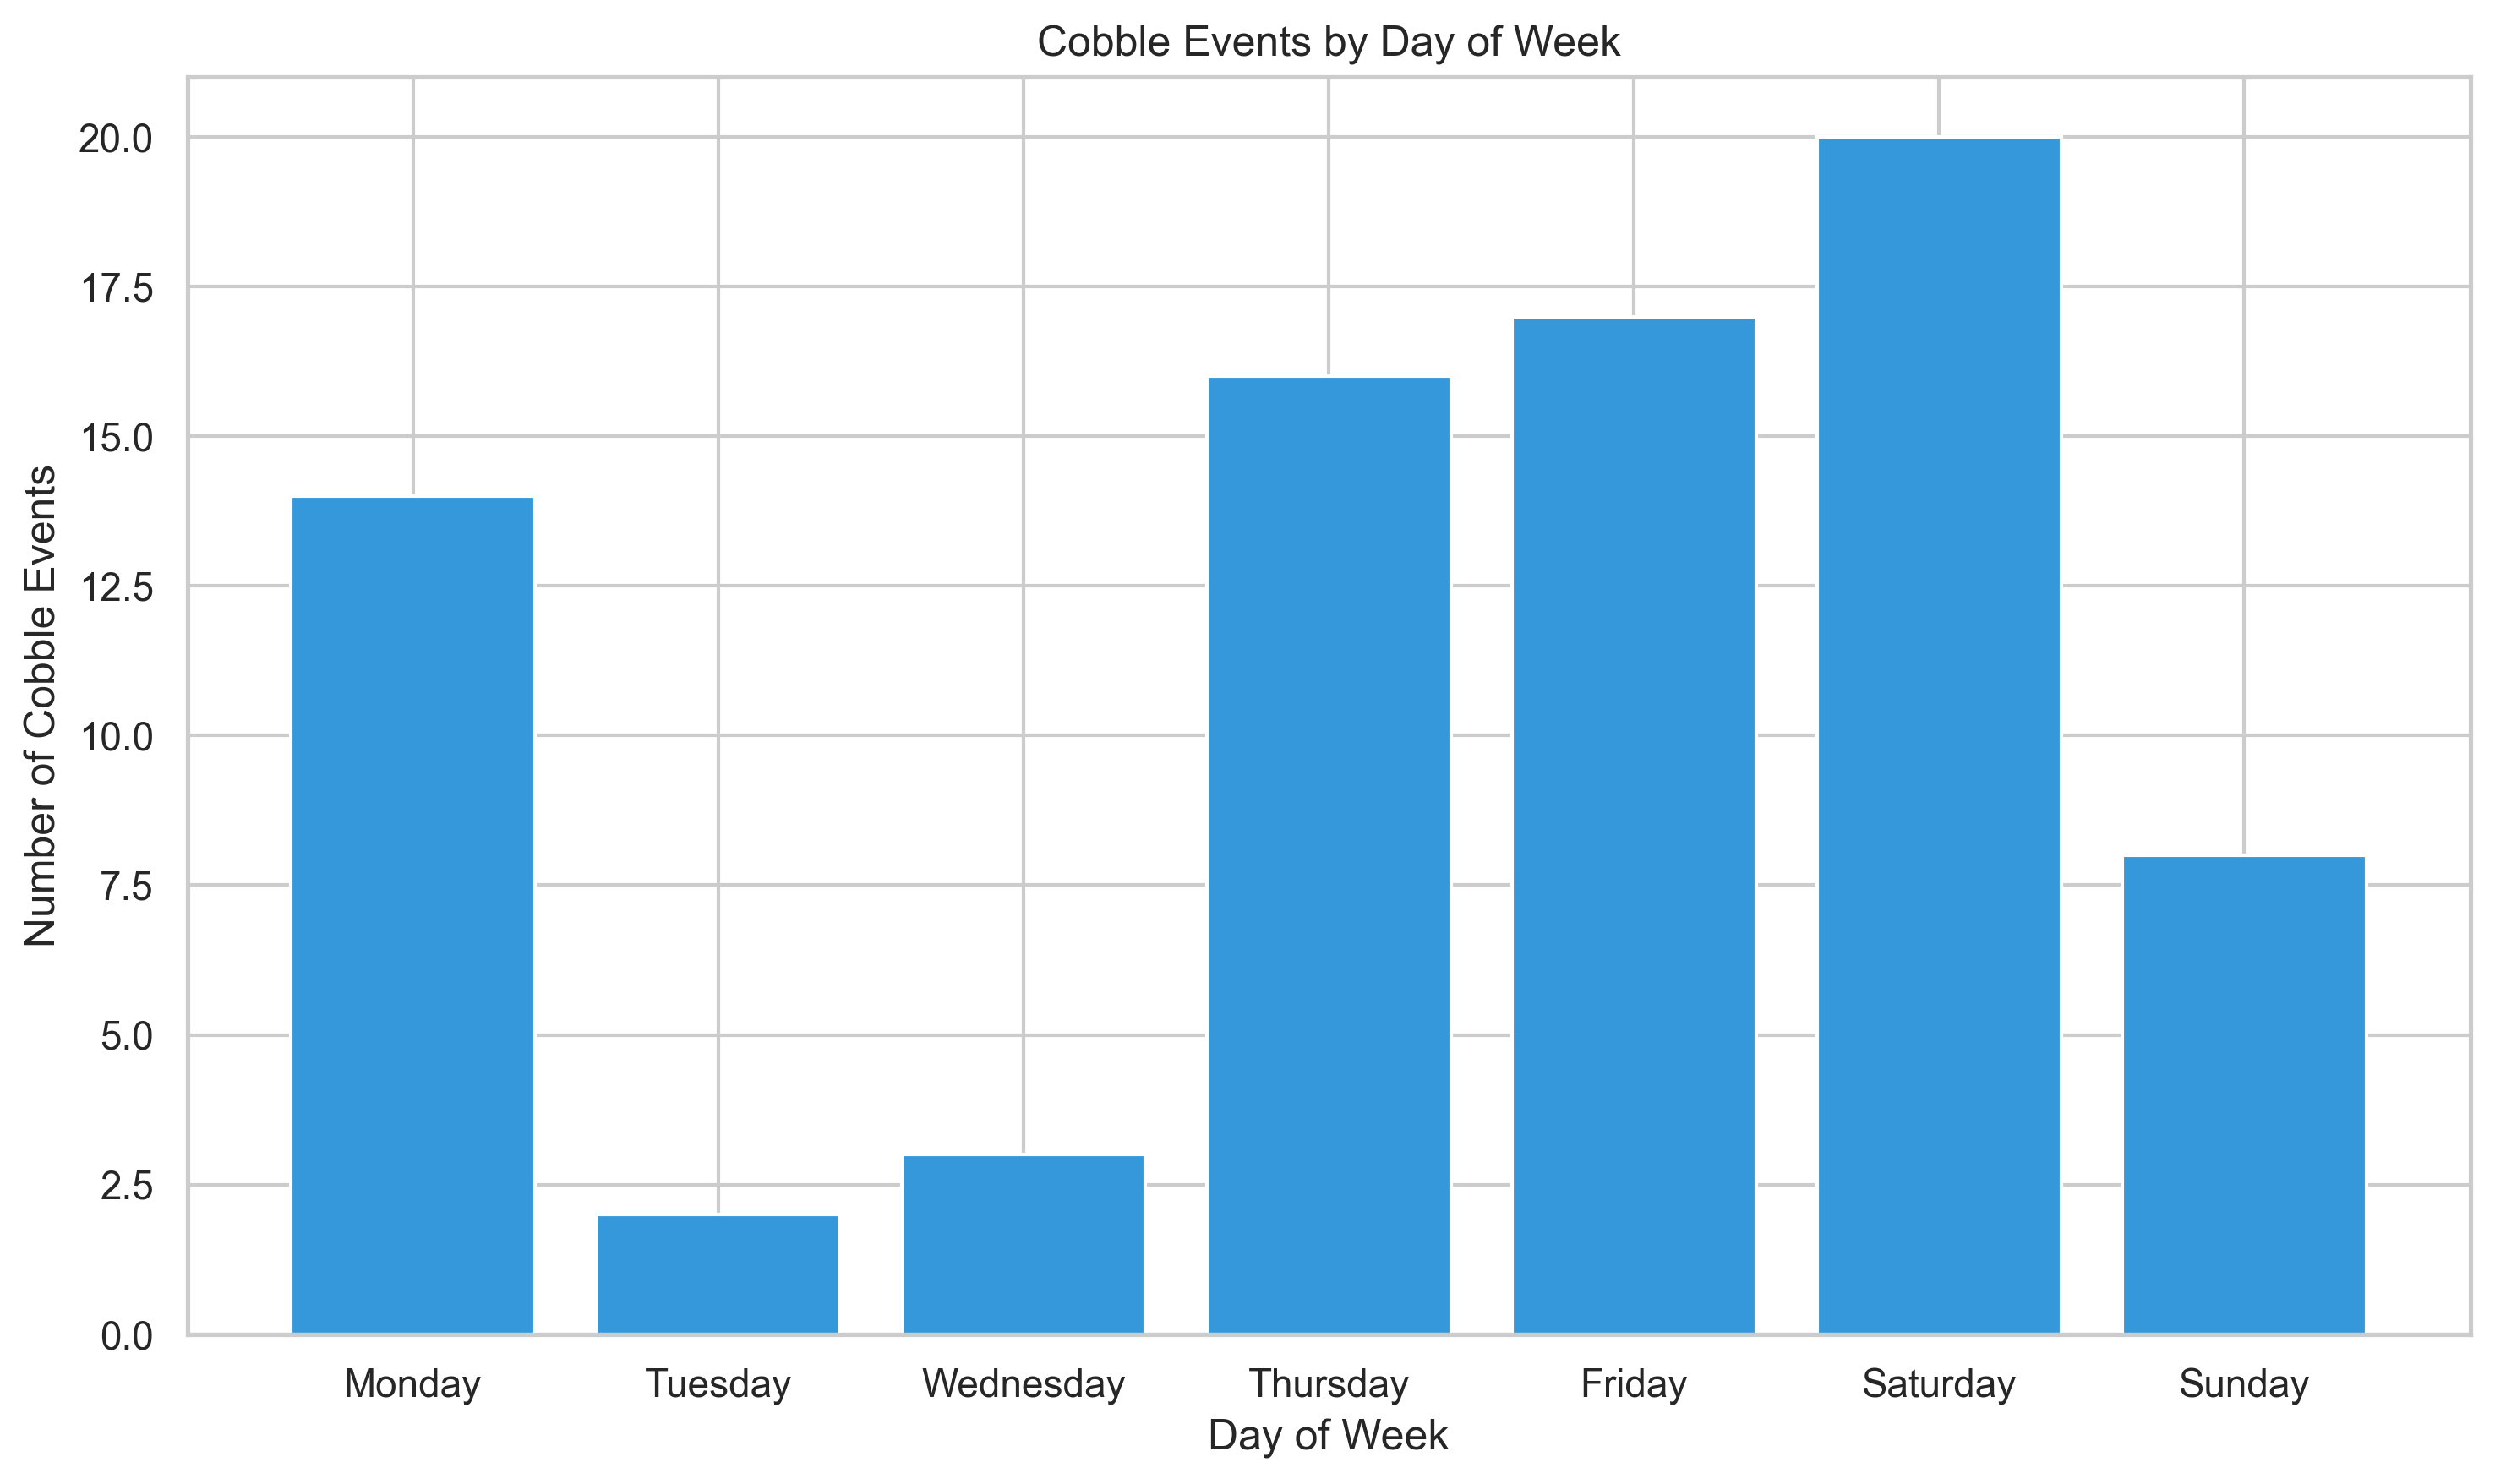 Cobble Events by Day of Week
Number of Cobble Events
20.0
17.5
15.0
12.5
10.0
7.5
5.0
2.5
0.0
Monday Tuesday Wednesday Thursday Friday Saturday Sunday
Day of Week